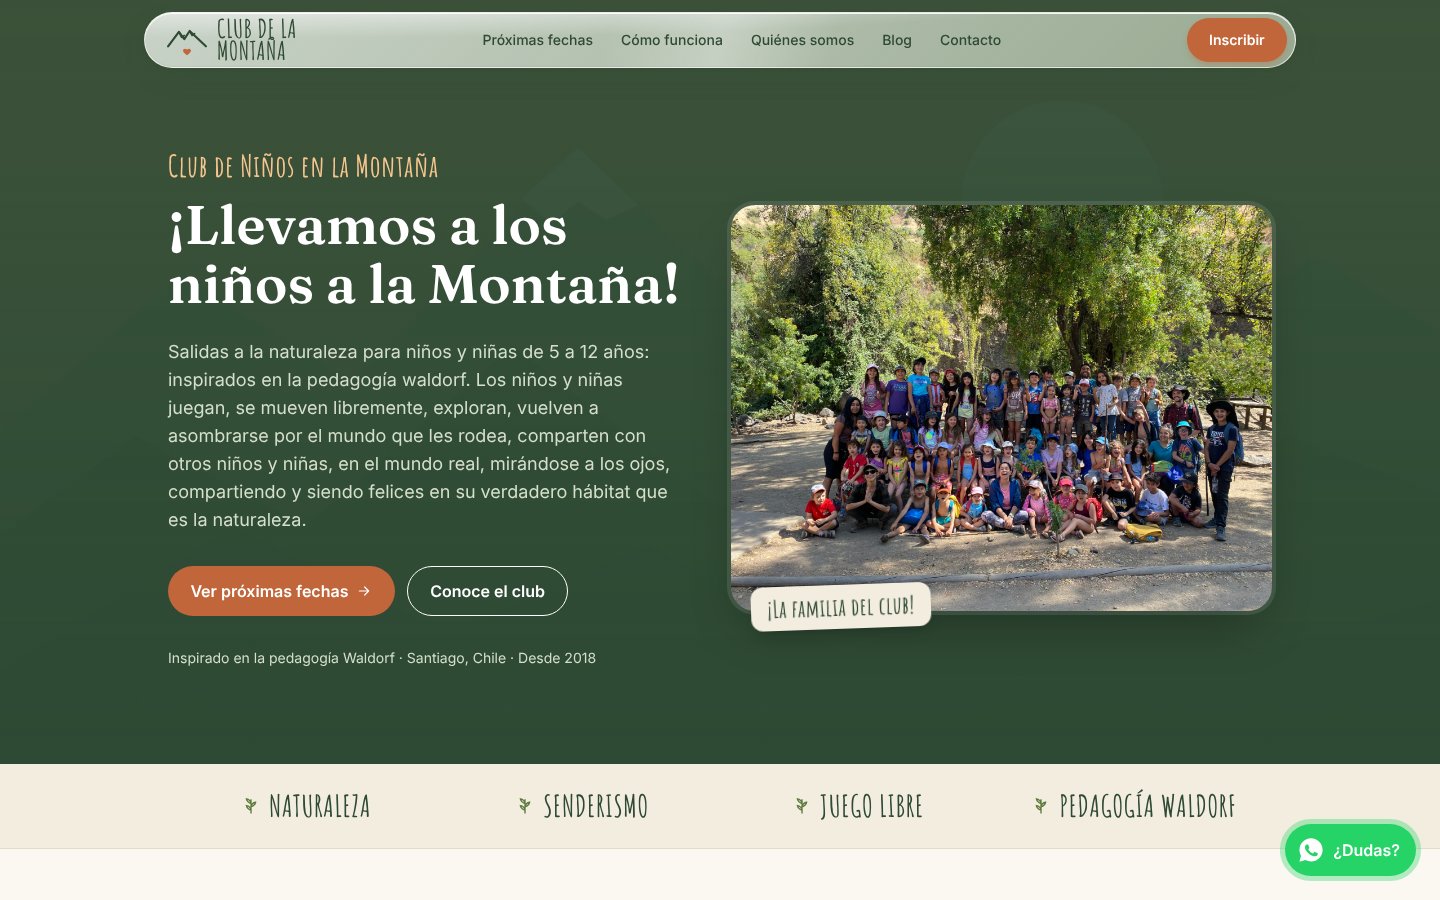 CLUB DE LA
MONTAÑA
Próximas fechas
Cómo funciona
Quiénes somos
Blog
Contacto
Inscribir
Club de Niños en la Montaña
¡Llevamos a los
niños a la Montaña!
Salidas a la naturaleza para niños y niñas de 5 a 12 años:
inspirados en la pedagogía waldorf. Los niños y niñas
juegan, se mueven libremente, exploran, vuelven a
asombrarse por el mundo que les rodea, comparten con
otros niños y niñas, en el mundo real, mirándose a los ojos,
compartiendo y siendo felices en su verdadero hábitat que
es la naturaleza.
Ver próximas fechas →
Conoce el club
Inspirado en la pedagogía Waldorf · Santiago, Chile · Desde 2018
¡La familia del club!
NATURALEZA
SENDERISMO
JUEGO LIBRE
PEDAGOGÍA WALDORF
¿Dudas?